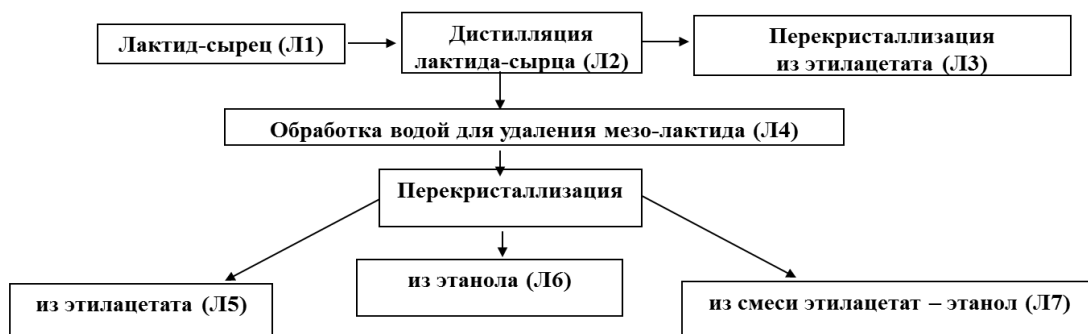 Лактид-сырец (Л1)
Дистилляция
лактида-сырца (Л2)
Перекристаллизация
из этилацетата (Л3)
Обработка водой для удаления мезо-лактида (Л4)
Перекристаллизация
из этилацетата (Л5)
из этанола (Л6)
из смеси этилацетат – этанол (Л7)